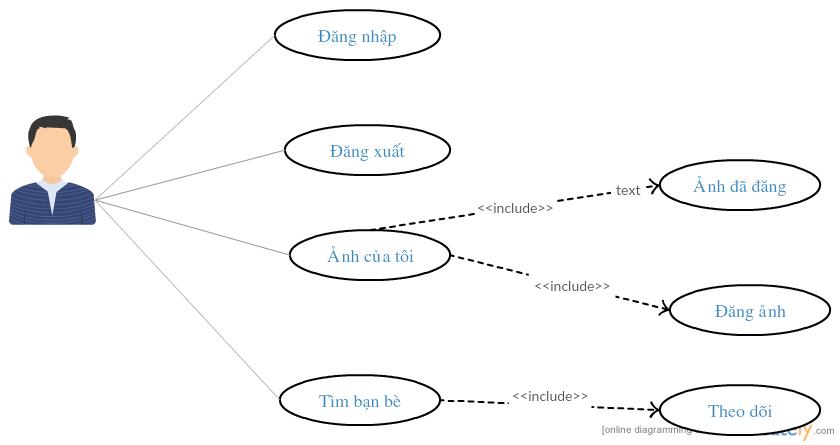 Đăng nhập
Đăng xuất
Ảnh của tôi
<<include>>
text
Ảnh đã đăng
<<include>>
Đăng ảnh
Tìm bạn bè
<<include>>
Theo dõi
[online diagramming
.com